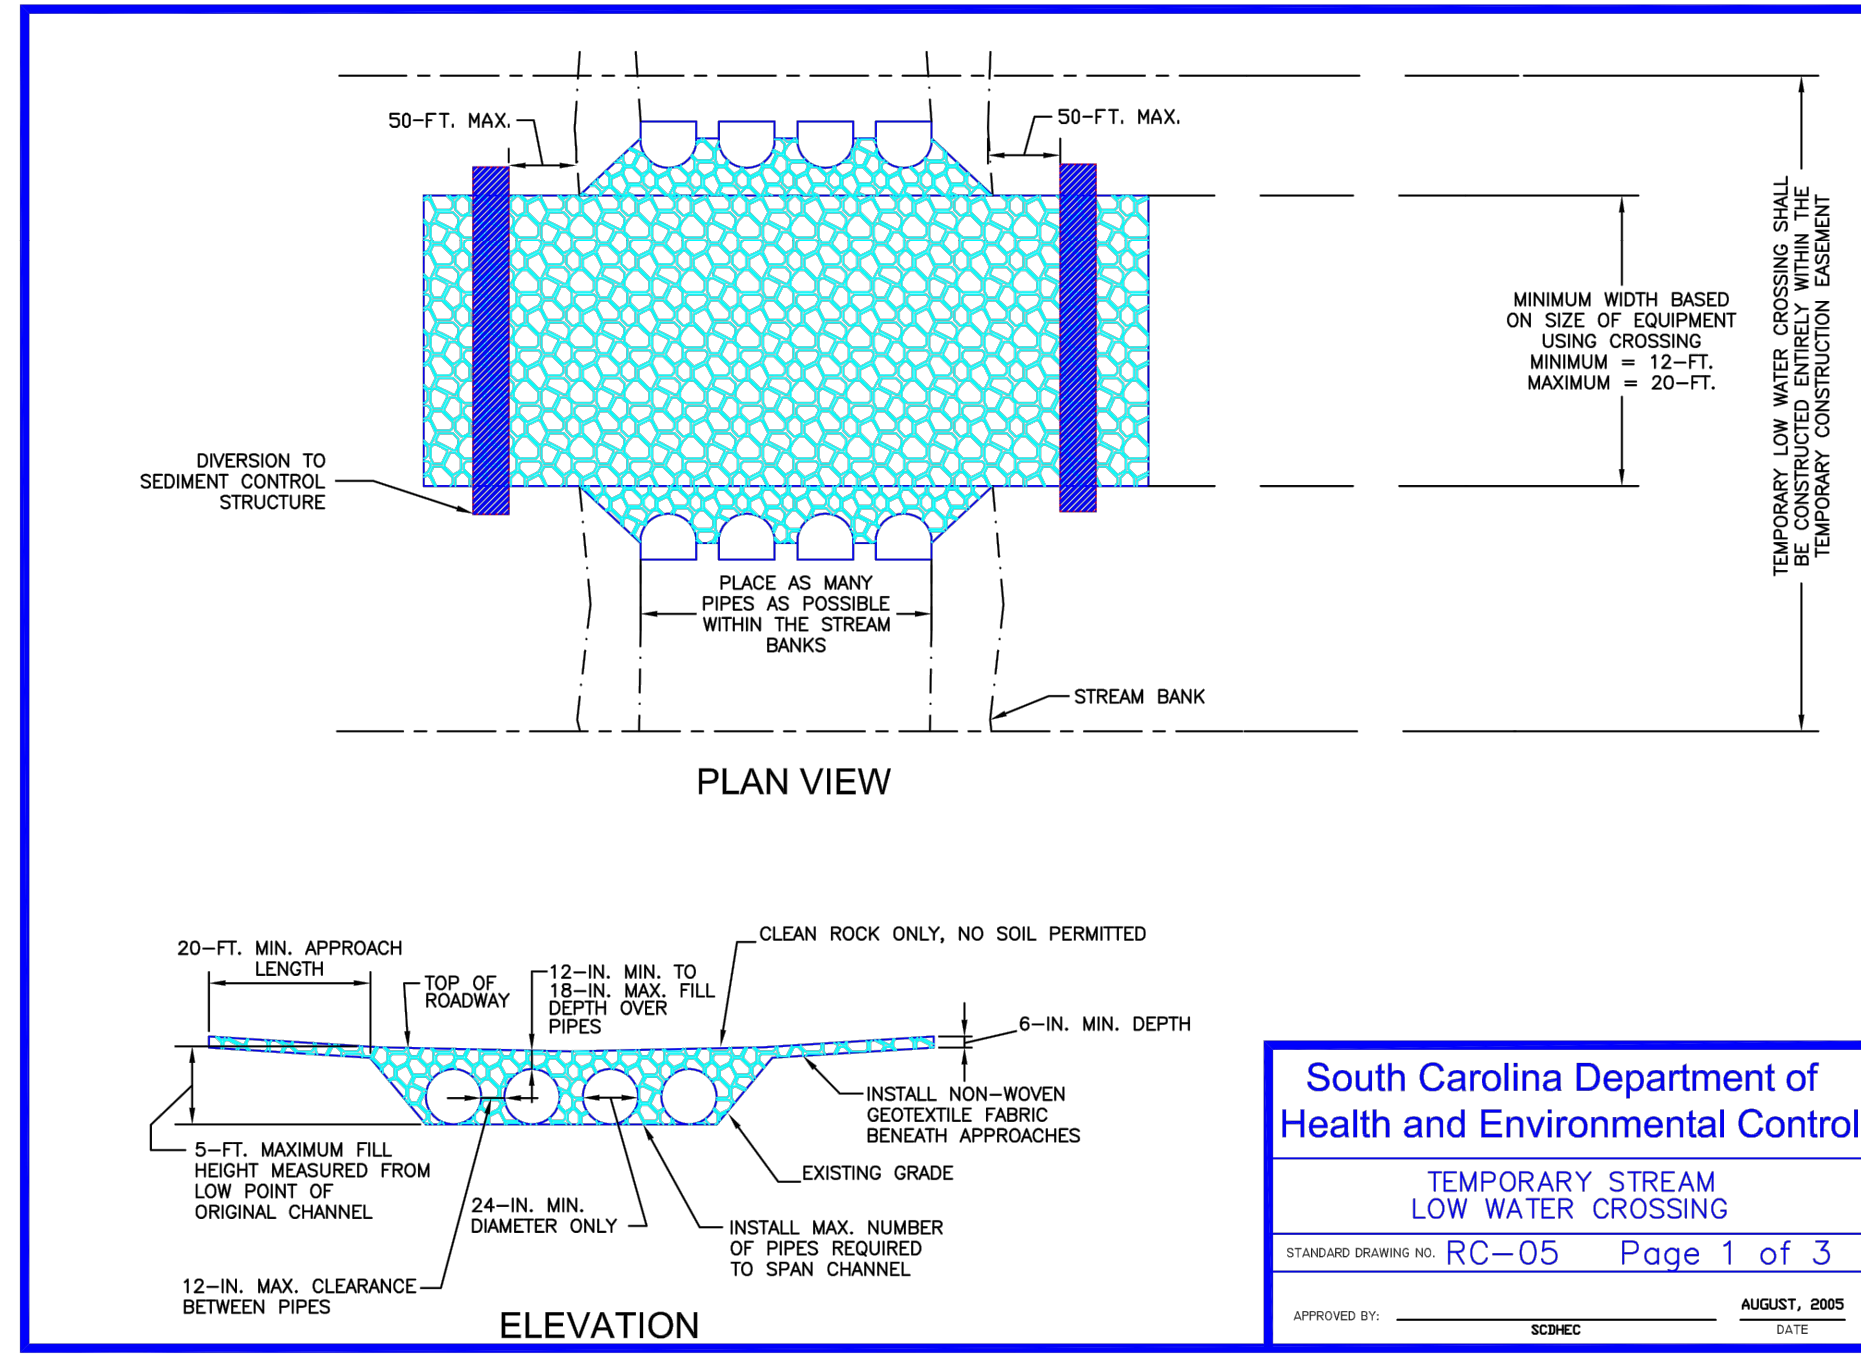 50-FT. MAX.
50-FT. MAX.
TEMPORARY LOW WATER CROSSING SHALL
BE CONSTRUCTED ENTIRELY WITHIN THE
TEMPORARY CONSTRUCTION EASEMENT
MINIMUM WIDTH BASED
ON SIZE OF EQUIPMENT
USING CROSSING
MINIMUM = 12-FT.
MAXIMUM = 20-FT.
DIVERSION TO
SEDIMENT CONTROL
STRUCTURE
PLACE AS MANY
PIPES AS POSSIBLE
WITHIN THE STREAM
BANKS
STREAM BANK
PLAN VIEW
20-FT. MIN. APPROACH
LENGTH
TOP OF
ROADWAY
12-IN. MIN. TO
18-IN. MAX. FILL
DEPTH OVER
PIPES
CLEAN ROCK ONLY, NO SOIL PERMITTED
6-IN. MIN. DEPTH
INSTALL NON-WOVEN
GEOTEXTILE FABRIC
BENEATH APPROACHES
EXISTING GRADE
5-FT. MAXIMUM FILL
HEIGHT MEASURED FROM
LOW POINT OF
ORIGINAL CHANNEL
24-IN. MIN.
DIAMETER ONLY
INSTALL MAX. NUMBER
OF PIPES REQUIRED
TO SPAN CHANNEL
12-IN. MAX. CLEARANCE
BETWEEN PIPES
ELEVATION
South Carolina Department of
Health and Environmental Control
TEMPORARY STREAM
LOW WATER CROSSING
STANDARD DRAWING NO. RC-05 Page 1 of 3
APPROVED BY:
SCDHEC
AUGUST, 2005
DATE